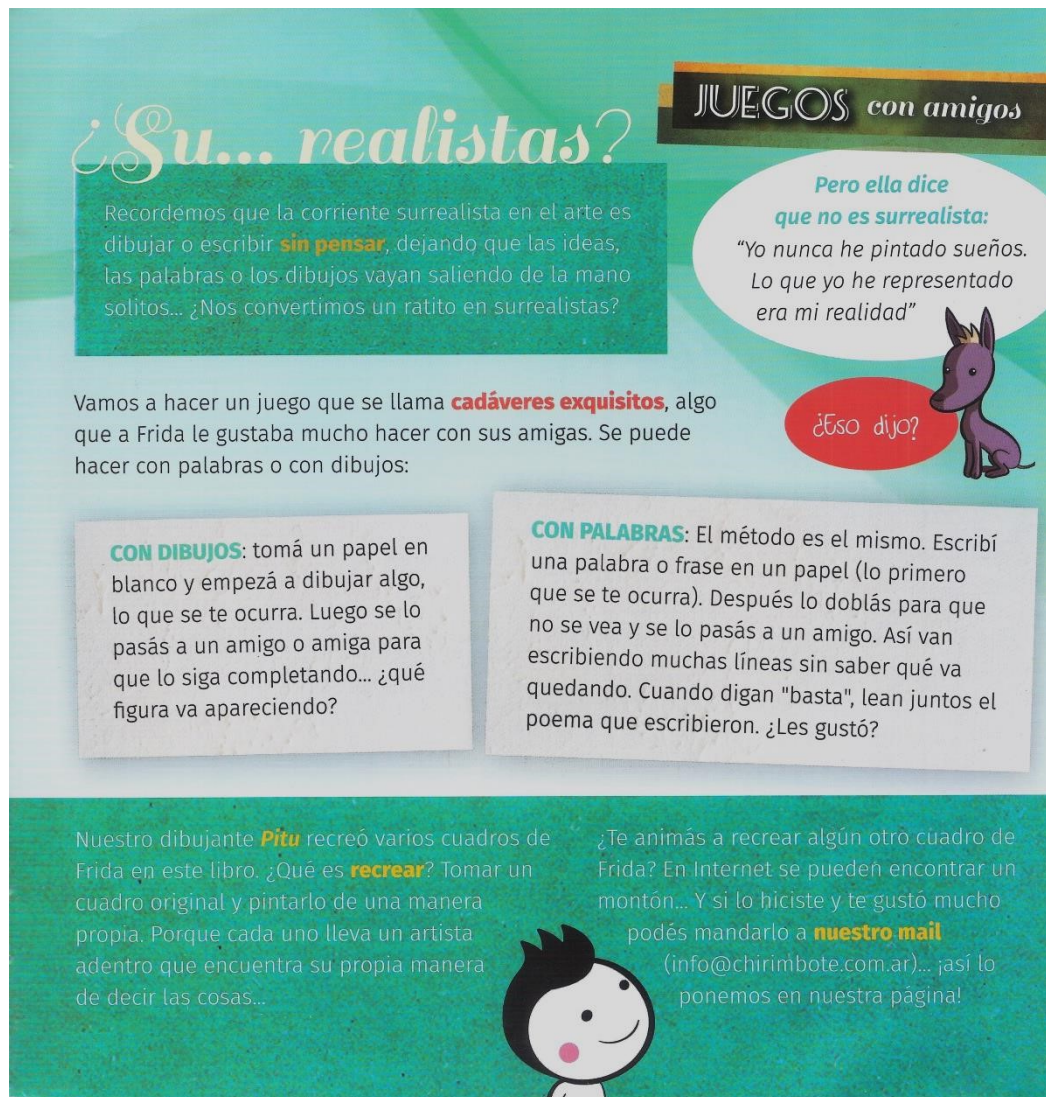 JUEGOS con amigos
¿Su... realistas?
Recordemos que la corriente surrealista en el arte es
dibujar o escribir sin pensar, dejando que las ideas,
las palabras o los dibujos vayan saliendo de la mano
solitos... ¿Nos convertimos un ratito en surrealistas?
Pero ella dice
que no es surrealista:
“Yo nunca he pintado sueños.
Lo que yo he representado
era mi realidad”
¿Eso dijo?
Vamos a hacer un juego que se llama cadáveres exquisitos, algo
que a Frida le gustaba mucho hacer con sus amigas. Se puede
hacer con palabras o con dibujos:
CON DIBUJOS: tomá un papel en
blanco y empezá a dibujar algo,
lo que se te ocurra. Luego se lo
pasás a un amigo o amiga para
que lo siga completando... ¿qué
figura va apareciendo?
CON PALABRAS: El método es el mismo. Escribí
una palabra o frase en un papel (lo primero
que se te ocurra). Después lo doblás para que
no se vea y se lo pasás a un amigo. Así van
escribiendo muchas líneas sin saber qué va
quedando. Cuando digan "basta", lean juntos el
poema que escribieron. ¿Les gustó?
Nuestro dibujante Pitu recreó varios cuadros de
Frida en este libro. ¿Qué es recrear? Tomar un
cuadro original y pintarlo de una manera
propia. Porque cada uno lleva un artista
adentro que encuentra su propia manera
de decir las cosas...
¿Te animás a recrear algún otro cuadro de
Frida? En Internet se pueden encontrar un
montón... Y si lo hiciste y te gustó mucho
podés mandarlo a nuestro mail
(info@chirimbote.com.ar)... ¡así lo
ponemos en nuestra página!